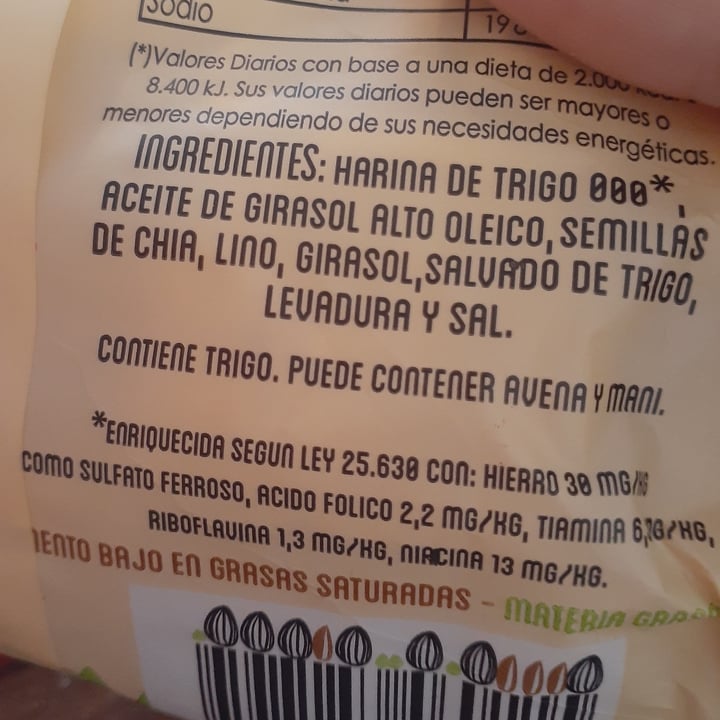 Sodio
(*)Valores Diarios con base a una dieta de
8.400 kJ. Sus valores diarios pueden ser mayores o
menores dependiendo de sus necesidades energéticas.
INGREDIENTES: HARINA DE TRIGO 000*,
ACEITE DE GIRASOL ALTO OLEICO, SEMILLAS
DE CHIA, LINO, GIRASOL,SALVADO DE TRIGO,
LEVADURA Y SAL.
CONTIENE TRIGO. PUEDE CONTENER AVENA Y MANI.
*ENRIQUECIDA SEGUN LEY 25.630 CON: HIERRO 30 MG/KG
COMO SULFATO FERROSO, ACIDO FOLICO 2,2 MG/KG, TIAMINA
RIBOFLAVINA 1,3 MG/KG, NIACINA 13 MG/KG.
BAJO EN GRASAS SATURADAS - MATERIA